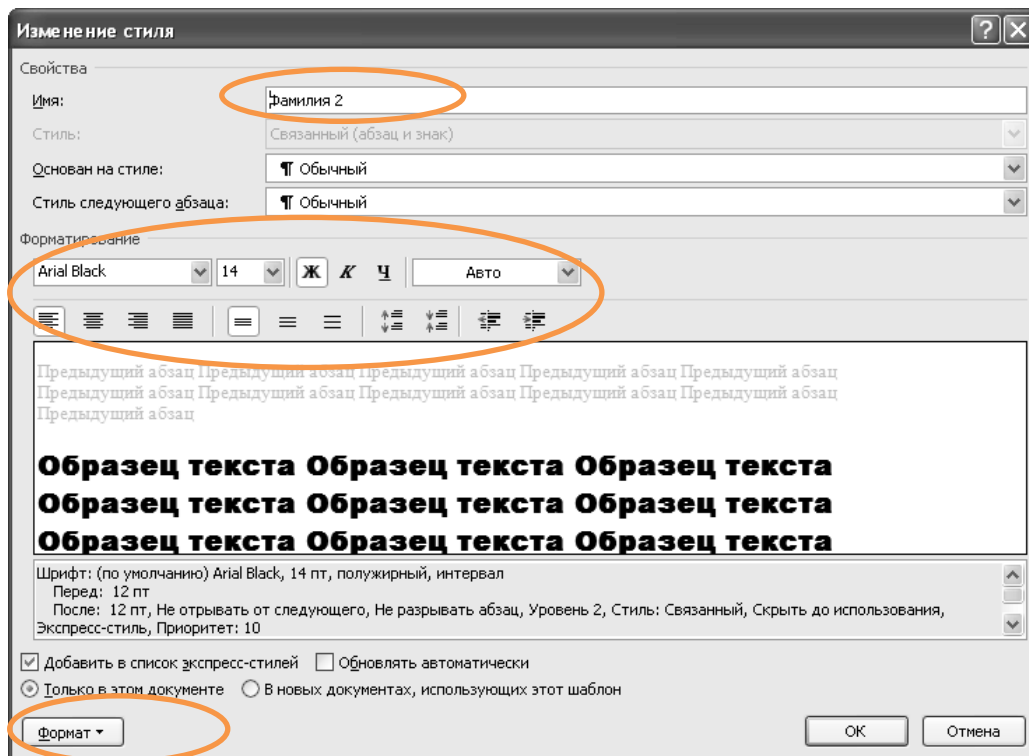 Изменение стиля
Свойства
Имя: Фамилия 2
Стиль: Связанный (абзац и знак)
Основан на стиле: ¶ Обычный
Стиль следующего абзаца: ¶ Обычный
Форматирование
Arial Black 14 Ж К Ч Авто
Предыдущий абзац Предыдущий абзац Предыдущий абзац Предыдущий абзац Предыдущий абзац
Предыдущий абзац Предыдущий абзац Предыдущий абзац Предыдущий абзац Предыдущий абзац
Предыдущий абзац
Образец текста Образец текста Образец текста
Образец текста Образец текста Образец текста
Образец текста Образец текста Образец текста
Шрифт: (по умолчанию) Arial Black, 14 пт, полужирный, интервал
Перед: 12 пт
После: 12 пт, Не отрывать от следующего, Не разрывать абзац, Уровень 2, Стиль: Связанный, Скрыть до использования,
Экспресс-стиль, Приоритет: 10
Добавить в список экспресс-стилей Обновлять автоматически
Только в этом документе В новых документах, использующих этот шаблон
Формат ОК Отмена